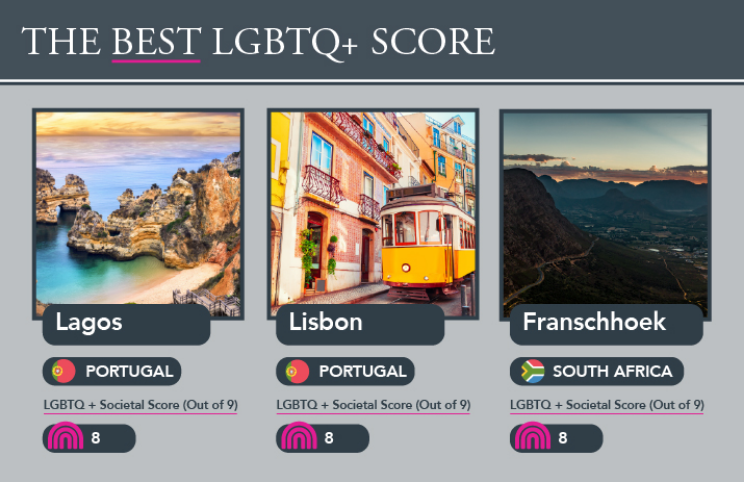 THE BEST LGBTQ+ SCORE
Lagos
PORTUGAL
LGBTQ + Societal Score (Out of 9)
8
Lisbon
PORTUGAL
LGBTQ + Societal Score (Out of 9)
8
Franschhoek
SOUTH AFRICA
LGBTQ + Societal Score (Out of 9)
8